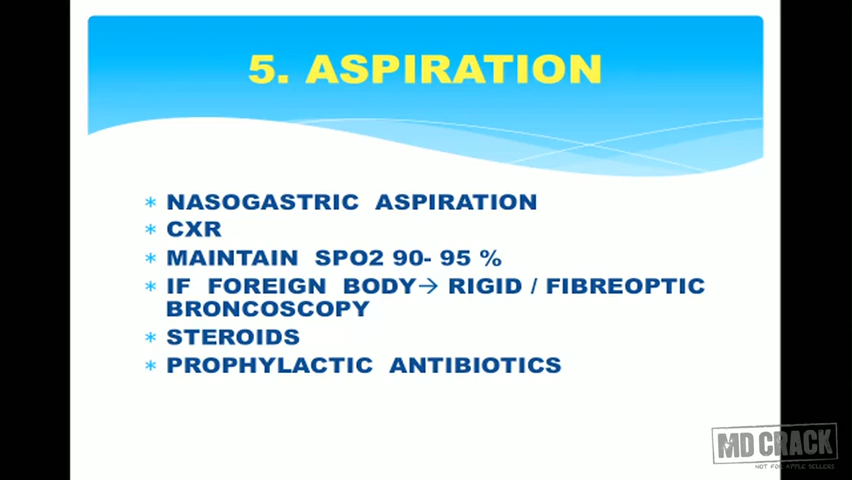 5. ASPIRATION
* NASOGASTRIC ASPIRATION
* CXR
* MAINTAIN SPO2 90- 95 %
* IF FOREIGN BODY→ RIGID / FIBREOPTIC
BRONCOSCOPY
* STEROIDS
* PROPHYLACTIC ANTIBIOTICS
MD CRACK
NOT FOR APPLE SELLERS